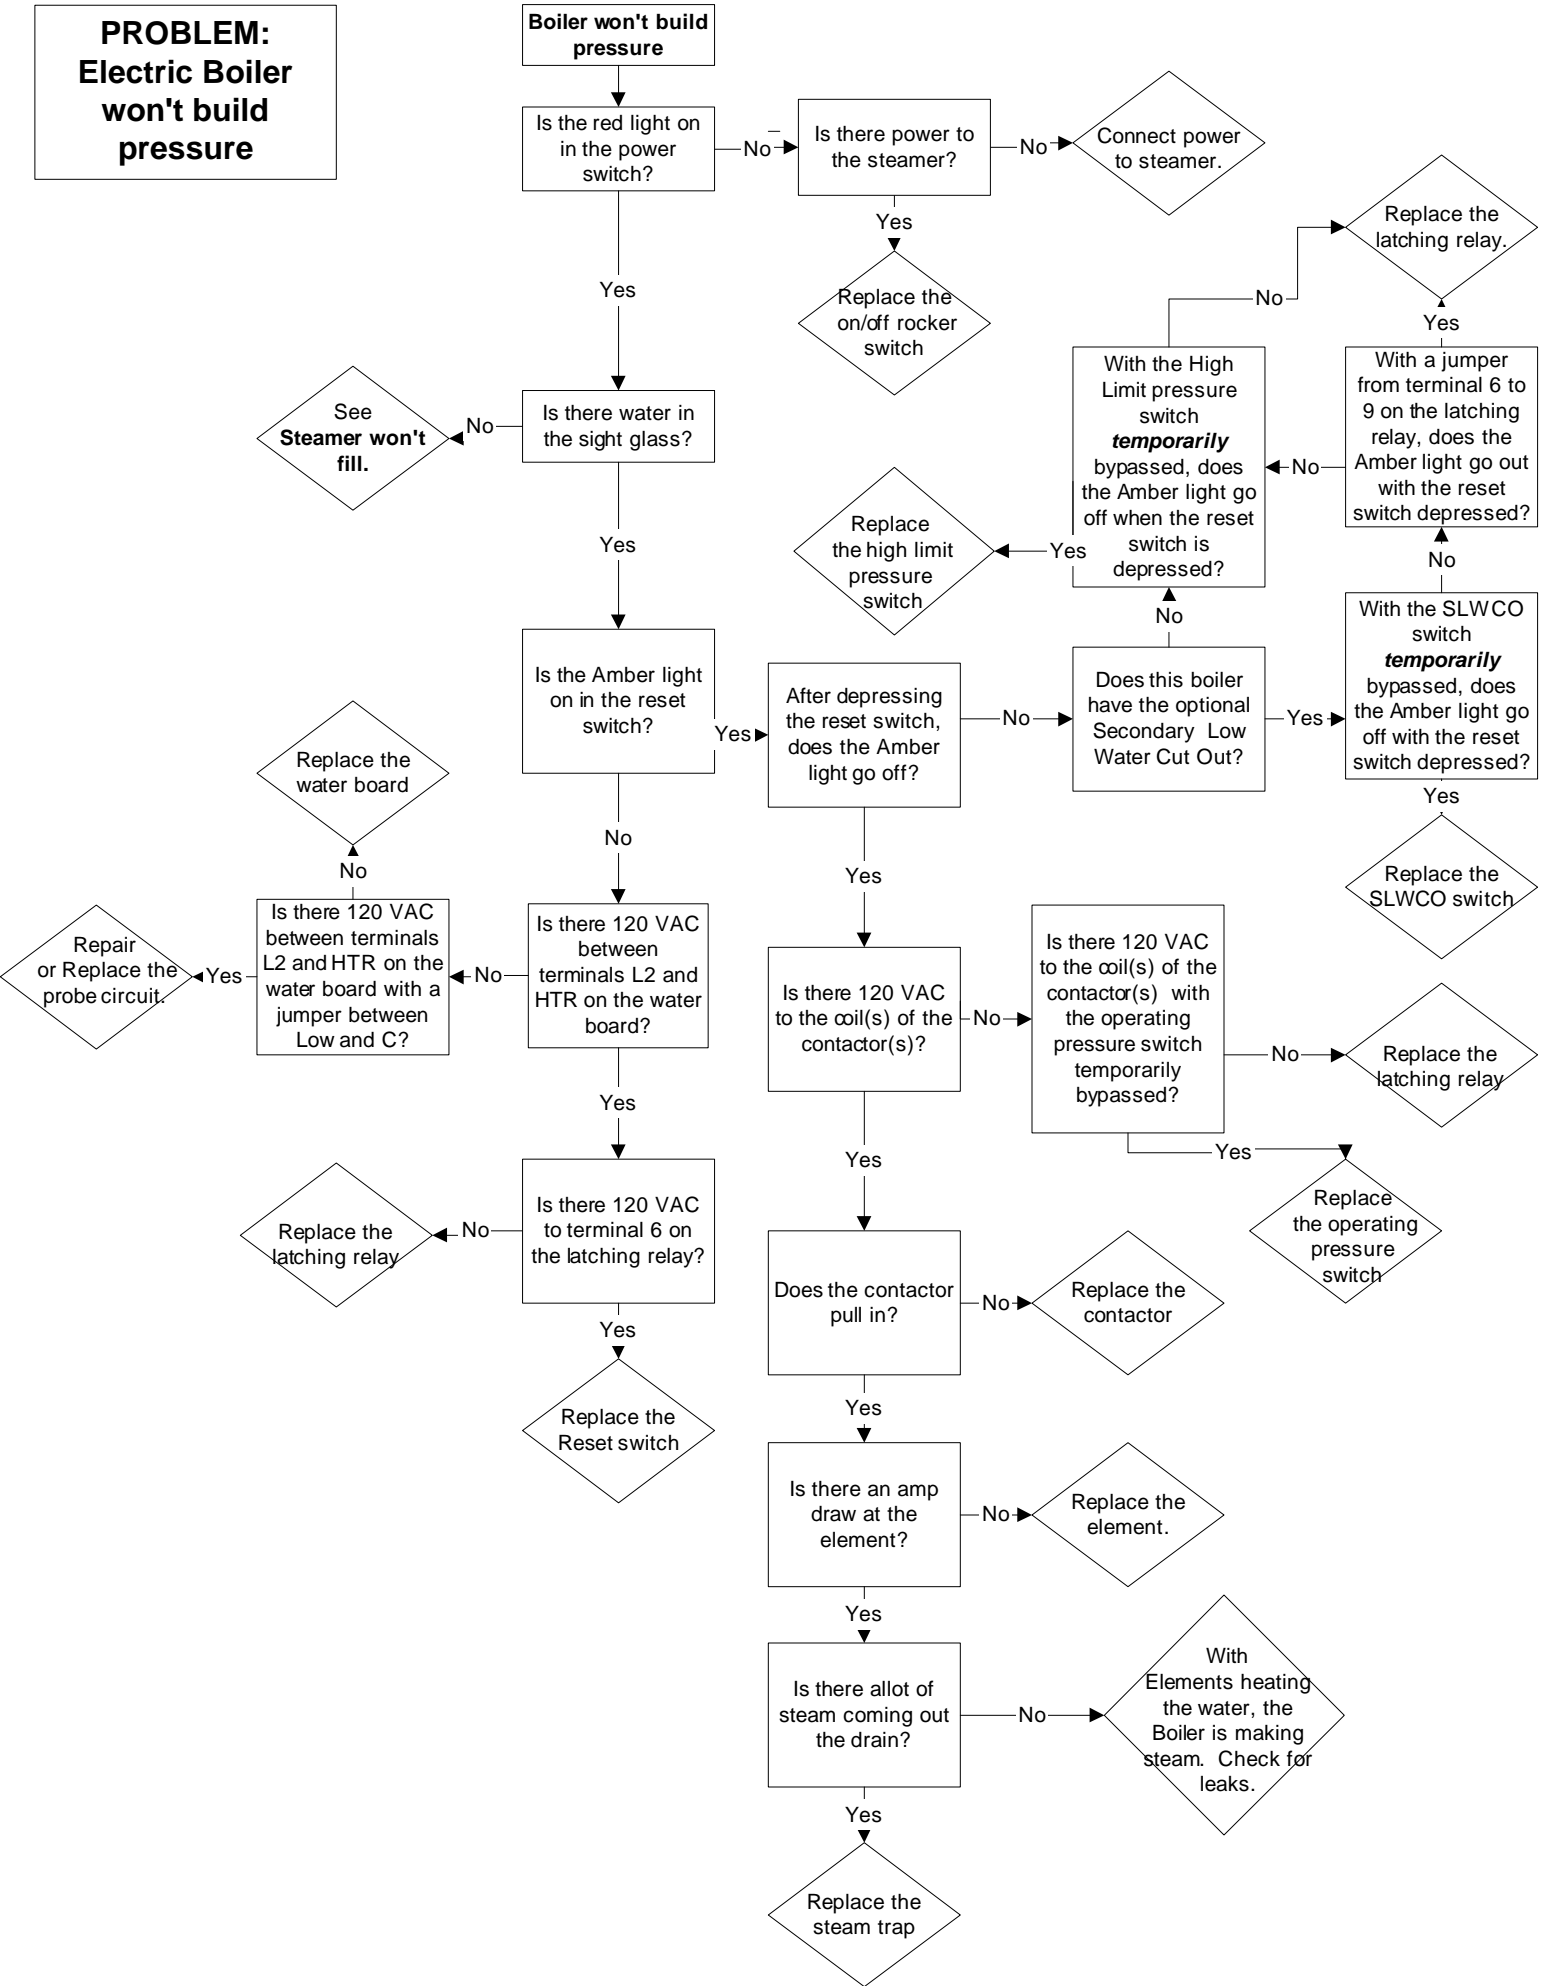 PROBLEM:
Electric Boiler
won't build
pressure
Boiler won't build
pressure
Is the red light on
in the power
switch?
No
Is there power to
the steamer?
No
Connect power
to steamer.
Yes
Replace the
on/off rocker
switch
Yes
Is there water in
the sight glass?
No
See
Steamer won't
fill.
Yes
Is the Amber light
on in the reset
switch?
Yes
After depressing
the reset switch,
does the Amber
light go off?
No
Does this boiler
have the optional
Secondary Low
Water Cut Out?
Yes
With the SLWCO
switch
temporarily
bypassed, does
the Amber light go
off with the reset
switch depressed?
Yes
Replace the
SLWCO switch
No
With a jumper
from terminal 6 to
9 on the latching
relay, does the
Amber light go out
with the reset
switch depressed?
Yes
Replace the
latching relay.
No
With the High
Limit pressure
switch
temporarily
bypassed, does
the Amber light go
off when the reset
switch is
depressed?
No
No
Yes
Replace
the high limit
pressure
switch
No
Is there 120 VAC
between
terminals L2 and
HTR on the water
board?
No
Is there 120 VAC
between terminals
L2 and HTR on the
water board with a
jumper between
Low and C?
No
Replace the
water board
Yes
Repair
or Replace the
probe circuit.
Yes
Is there 120 VAC
to terminal 6 on
the latching relay?
No
Replace the
latching relay
Yes
Replace the
Reset switch
Yes
Is there 120 VAC
to the coil(s) of the
contactor(s)?
No
Is there 120 VAC
to the coil(s) of the
contactor(s) with
the operating
pressure switch
temporarily
bypassed?
No
Replace the
latching relay
Yes
Replace
the operating
pressure
switch
Yes
Does the contactor
pull in?
No
Replace the
contactor
Yes
Is there an amp
draw at the
element?
No
Replace the
element.
Yes
Is there allot of
steam coming out
the drain?
No
With
Elements heating
the water, the
Boiler is making
steam. Check for
leaks.
Yes
Replace the
steam trap